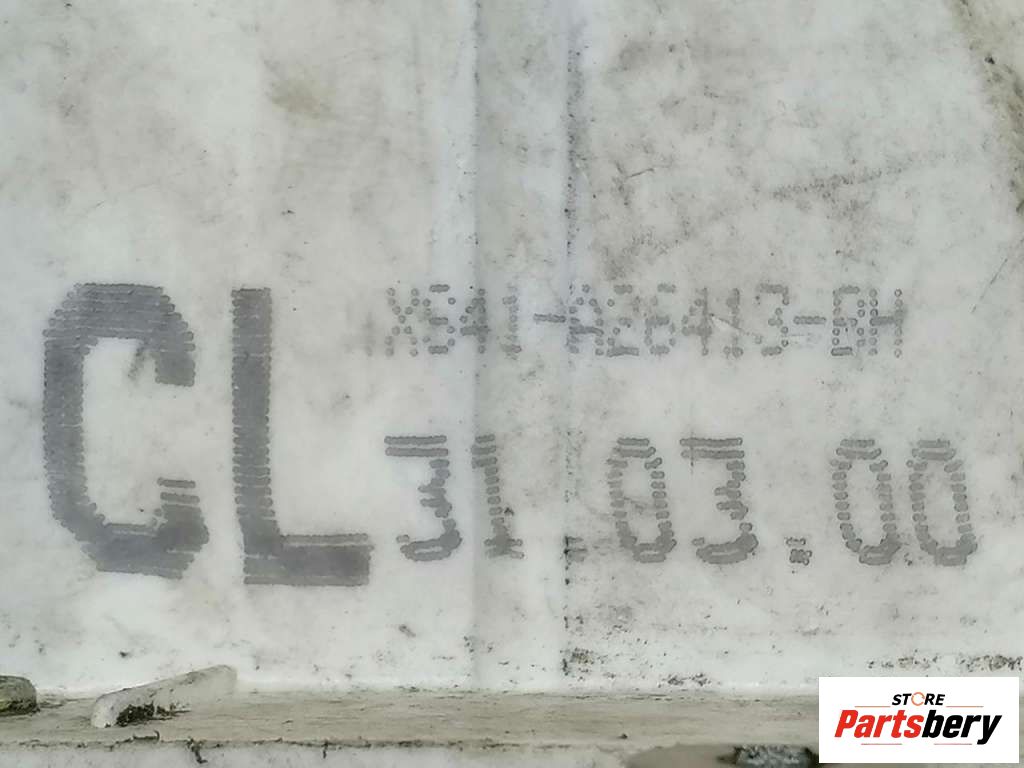 CL
XS41-A26413-BH
31.03.00
STORE
Partsbery